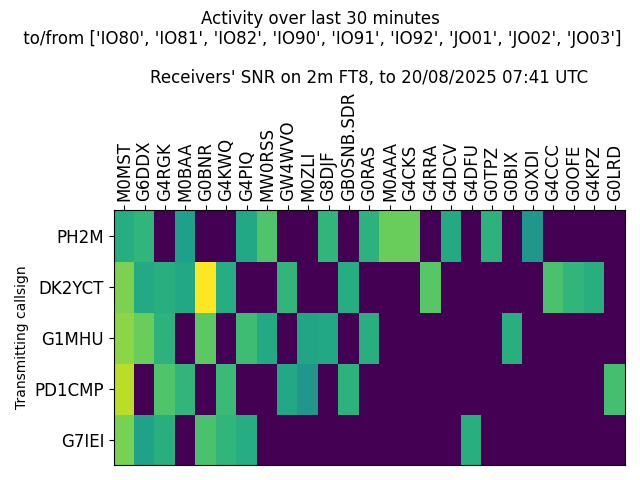 Activity over last 30 minutes
to/from ['IO80', 'IO81', 'IO82', 'IO90', 'IO91', 'IO92', 'JO01', 'JO02', 'JO03']
Receivers' SNR on 2m FT8, to 20/08/2025 07:41 UTC
M0MST
G6DDX
G4RGK
M0BAA
G0BNR
G4KWQ
G4PIQ
MW0RSS
GW4WVO
M0ZLI
G8DJF
GB0SNB.SDR
G0RAS
M0AAA
G4CKS
G4RRA
G4DCV
G4DFU
G0TPZ
G0BIX
G0XDI
G4CCC
G0OFE
G4KPZ
G0LRD
Transmitting callsign
PH2M
DK2YCT
G1MHU
PD1CMP
G7IEI